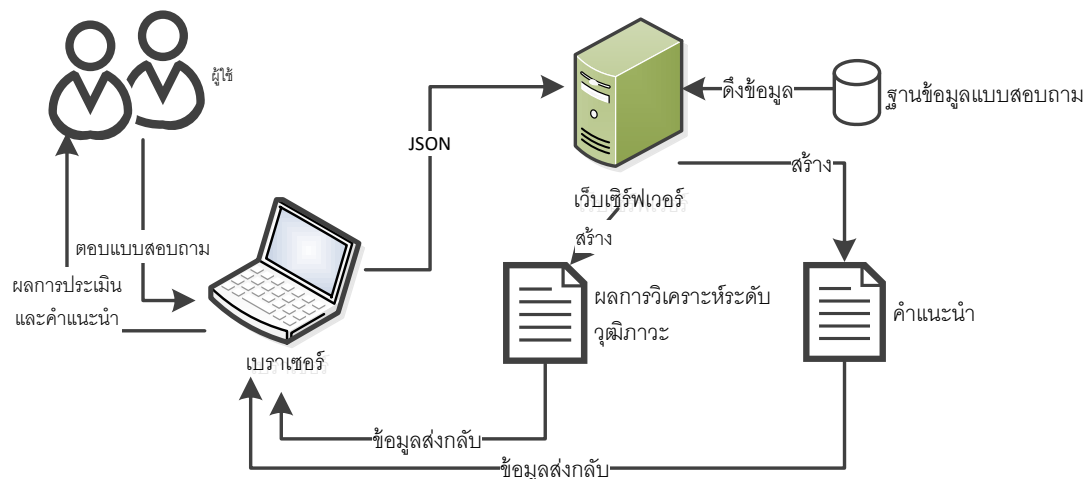 ผู้ใช้
ดึงข้อมูล
ฐานข้อมูลแบบสอบถาม
JSON
สร้าง
เว็บเซิร์ฟเวอร์
สร้าง
ตอบแบบสอบถาม
ผลการประเมิน
และคำแนะนำ
ผลการวิเคราะห์ระดับ
วุฒิภาวะ
คำแนะนำ
เบราเซอร์
ข้อมูลส่งกลับ
ข้อมูลส่งกลับ